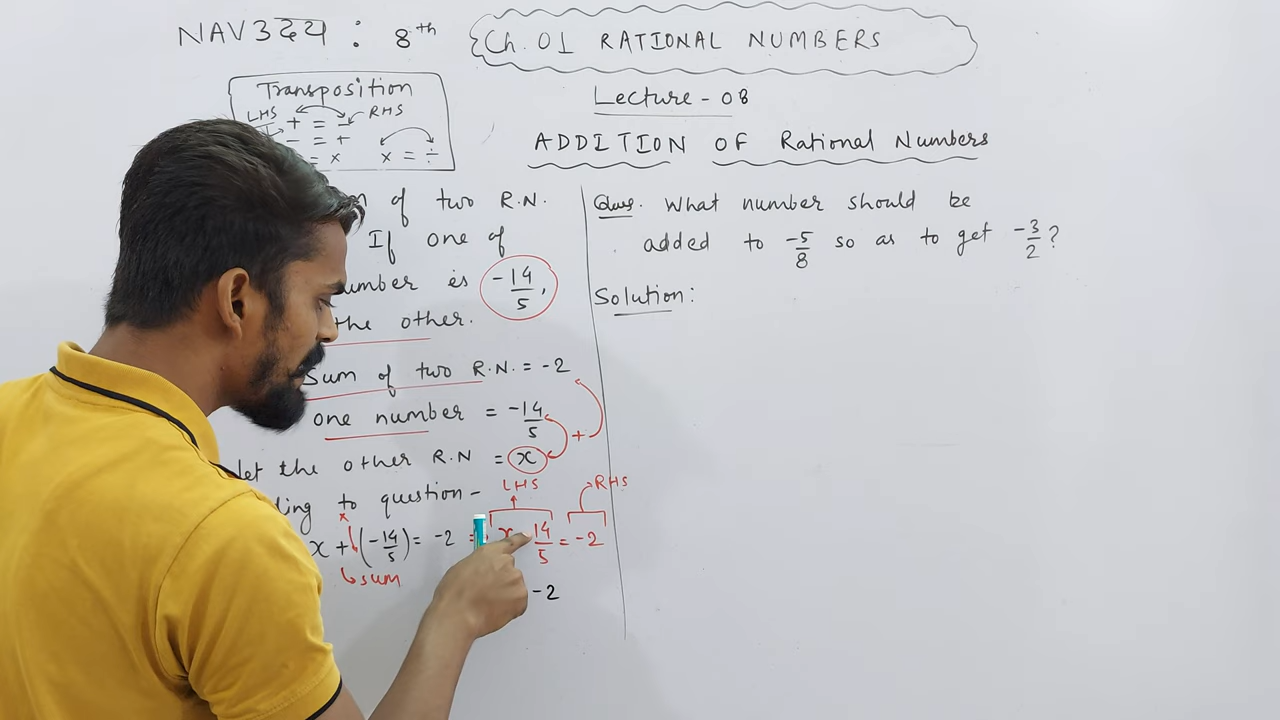 NAV3उदय : 8th
Ch. 01 RATIONAL NUMBERS
Lecture - 08
ADDITION OF Rational Numbers
Transposition
LHS RHS
+ = -
- = +
= × × = ÷
of two R.N.
If one of
number is -14/5,
the other.
Sum of two R.N. = -2
one number = -14/5
+
let the other R.N = x
to question -
LHS RHS
x + (-14/5) = -2
14/5 = -2
sum
-2
Ques. What number should be
added to -5/8 so as to get -3/2?
Solution: